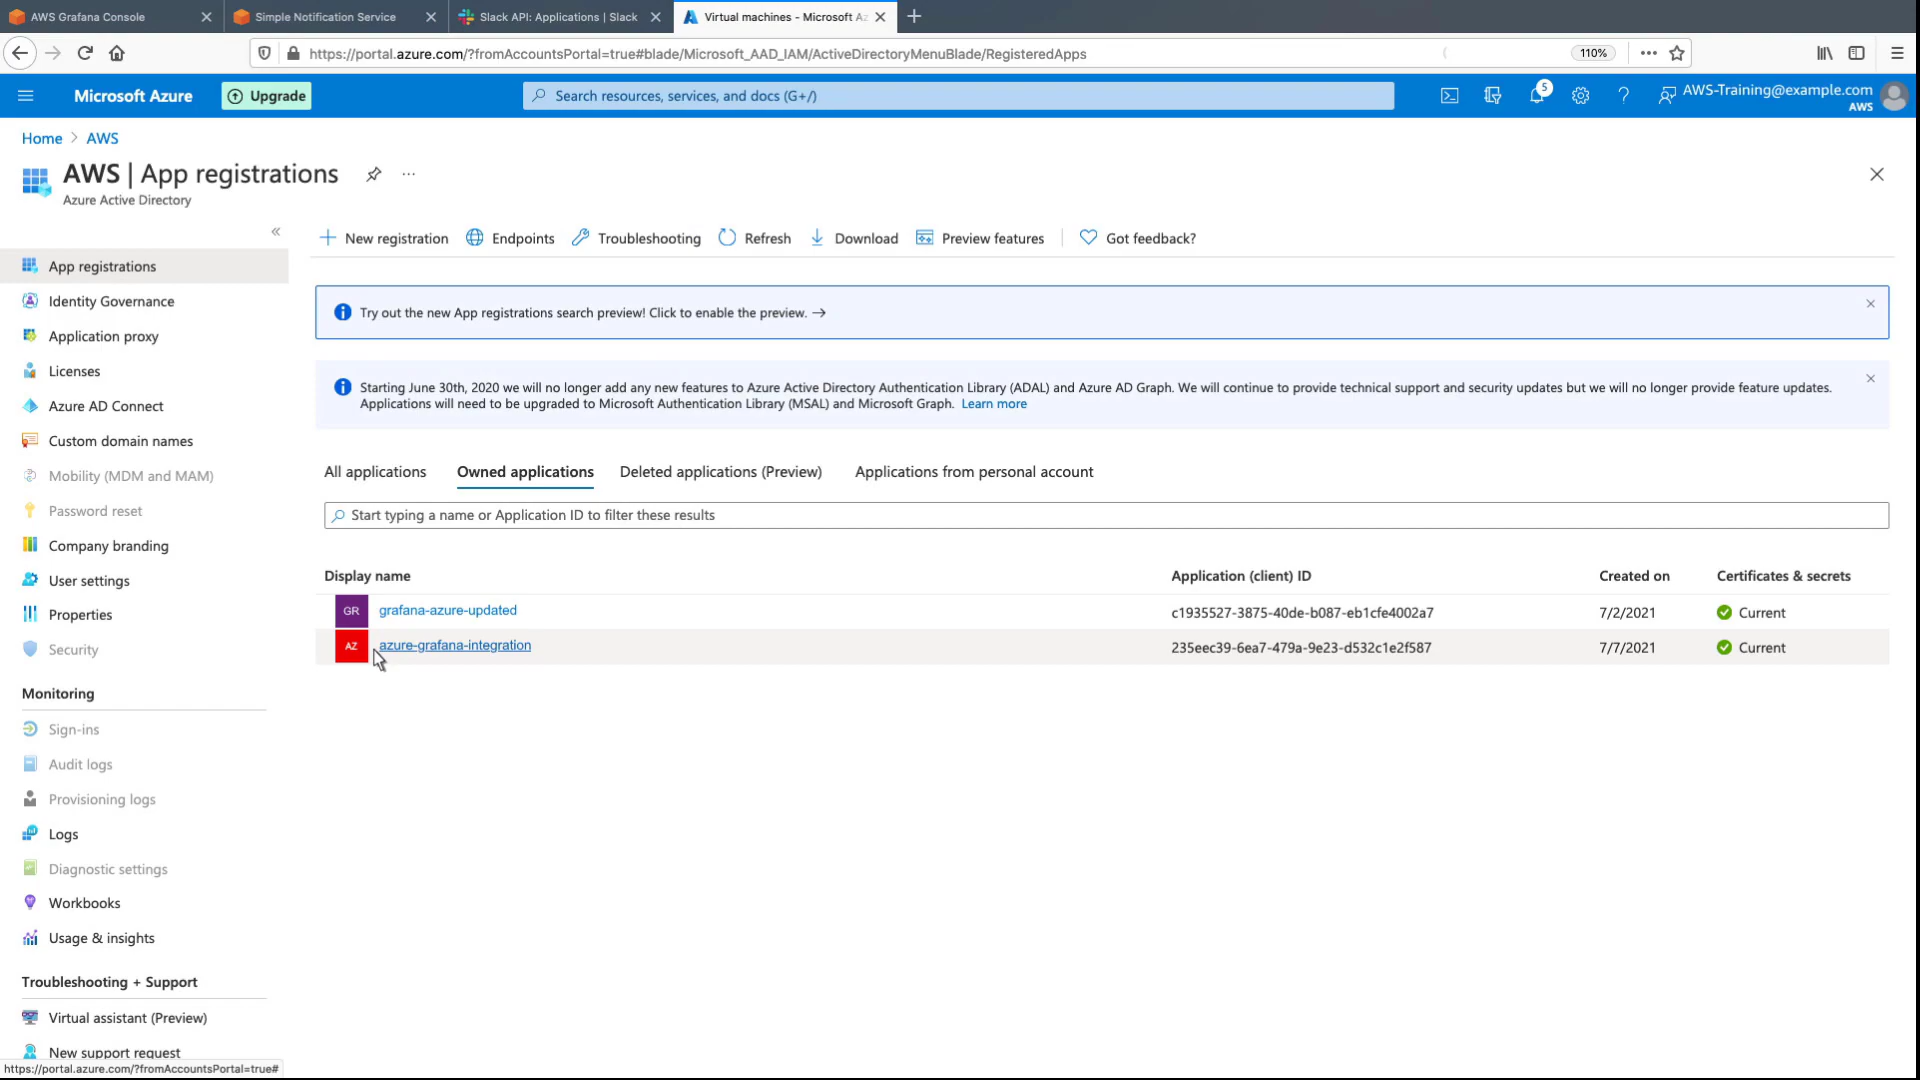 AWS Grafana Console
Simple Notification Service
Slack API: Applications | Slack
Virtual machines - Microsoft Az
https://portal.azure.com/?fromAccountsPortal=true#blade/Microsoft_AAD_IAM/ActiveDirectoryMenuBlade/RegisteredApps
110%
Microsoft Azure
Upgrade
Search resources, services, and docs (G+/)
5
AWS-Training@example.com
AWS
Home > AWS
AWS | App registrations
Azure Active Directory
New registration
Endpoints
Troubleshooting
Refresh
Download
Preview features
Got feedback?
App registrations
Identity Governance
Application proxy
Licenses
Azure AD Connect
Custom domain names
Mobility (MDM and MAM)
Password reset
Company branding
User settings
Properties
Security
Monitoring
Sign-ins
Audit logs
Provisioning logs
Logs
Diagnostic settings
Workbooks
Usage & insights
Troubleshooting + Support
Virtual assistant (Preview)
New support request
https://portal.azure.com/?fromAccountsPortal=true#
Try out the new App registrations search preview! Click to enable the preview. →
Starting June 30th, 2020 we will no longer add any new features to Azure Active Directory Authentication Library (ADAL) and Azure AD Graph. We will continue to provide technical support and security updates but we will no longer provide feature updates.
Applications will need to be upgraded to Microsoft Authentication Library (MSAL) and Microsoft Graph. Learn more
All applications
Owned applications
Deleted applications (Preview)
Applications from personal account
Start typing a name or Application ID to filter these results
Display name
Application (client) ID
Created on
Certificates & secrets
GR grafana-azure-updated c1935527-3875-40de-b087-eb1cfe4002a7 7/2/2021 Current
AZ azure-grafana-integration 235eec39-6ea7-479a-9e23-d532c1e2f587 7/7/2021 Current